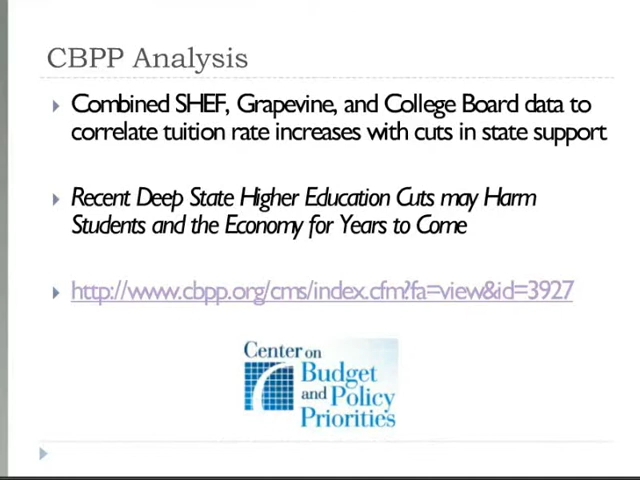 CBPP Analysis
Combined SHEF, Grapevine, and College Board data to
correlate tuition rate increases with cuts in state support
Recent Deep State Higher Education Cuts may Harm
Students and the Economy for Years to Come
http://www.cbpp.org/cms/index.cfm?fa=view&id=3927
Center on
Budget
and Policy
Priorities